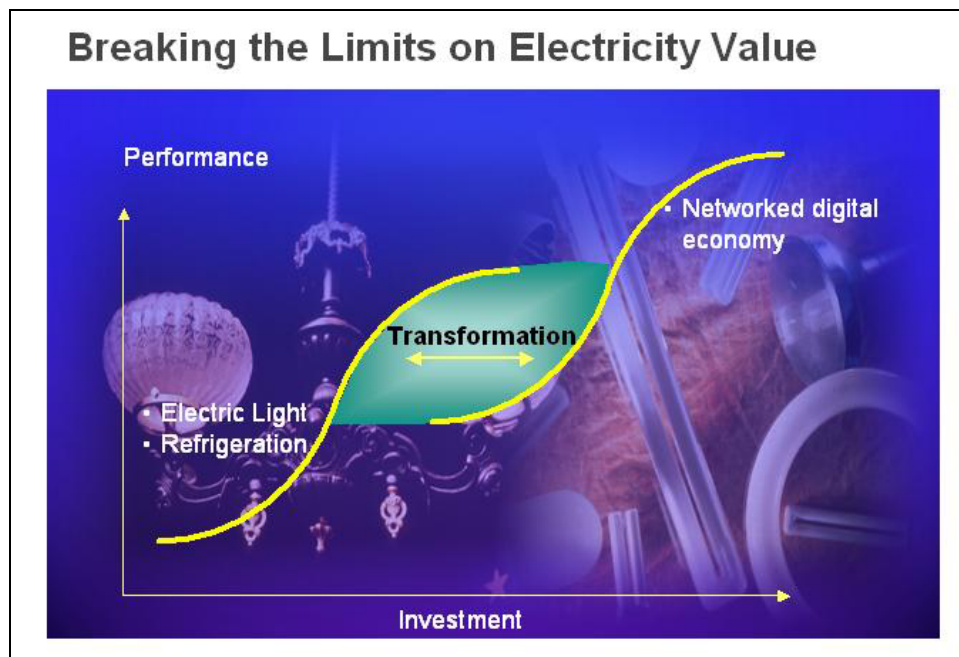 Breaking the Limits on Electricity Value
Performance
• Networked digital
economy
Transformation
• Electric Light
• Refrigeration
Investment